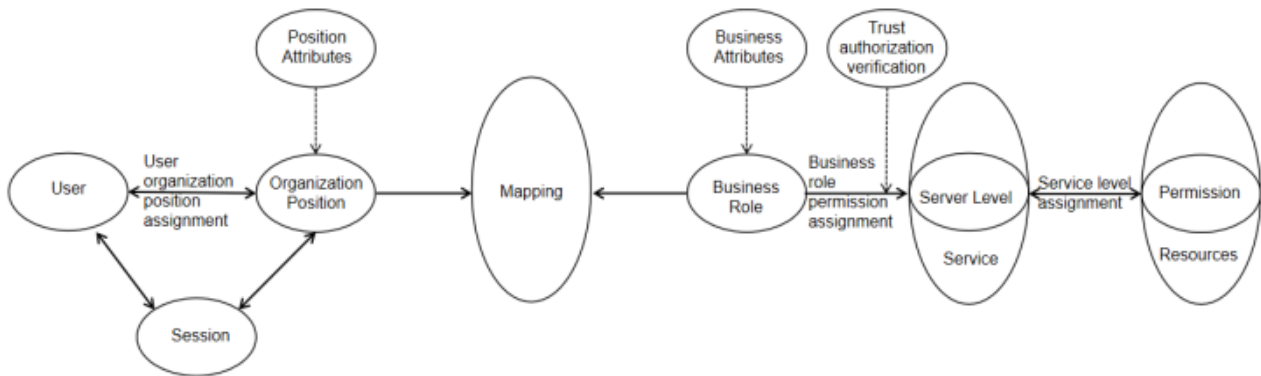 Position
Attributes
Business
Attributes
Trust
authorization
verification
User
User
organization
position
assignment
Organization
Position
Mapping
Business
Role
Business
role
permission
assignment
Server Level
Service
Service level
assignment
Permission
Resources
Session